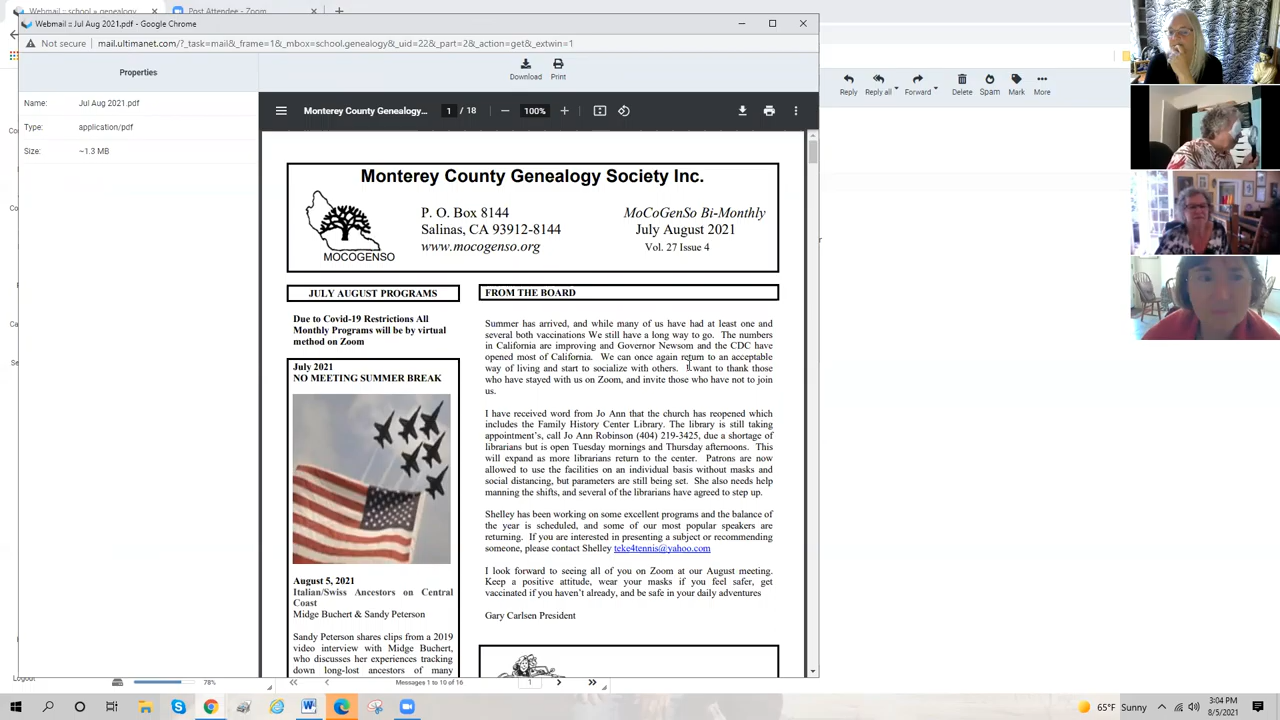 school + genealogy
Post Attendee - Zoom
Webmail :: Jul Aug 2021.pdf - Google Chrome
Not secure
mail.ultimanet.com/?_task=mail&_frame=1&_mbox=school.genealogy&_uid=22&_part=2&_action=get&_extwin=1
Properties
Download
Print
Name:
Jul Aug 2021.pdf
Type:
application/pdf
Size:
~1.3 MB
Monterey County Genealogy...
1 / 18
100%
Reply
Reply all
Forward
Delete
Spam
Mark
More
Monterey County Genealogy Society Inc.
MOCOGENSO
P. O. Box 8144
Salinas, CA 93912-8144
www.mocogenso.org
MoCoGenSo Bi-Monthly
July August 2021
Vol. 27 Issue 4
JULY AUGUST PROGRAMS
Due to Covid-19 Restrictions All
Monthly Programs will be by virtual
method on Zoom
July 2021
NO MEETING SUMMER BREAK
August 5, 2021
Italian/Swiss Ancestors on Central
Coast
Midge Buchert & Sandy Peterson
Sandy Peterson shares clips from a 2019
video interview with Midge Buchert,
who discusses her experiences tracking
down long-lost ancestors of many
FROM THE BOARD
Summer has arrived, and while many of us have had at least one and
several both vaccinations We still have a long way to go. The numbers
in California are improving and Governor Newsom and the CDC have
opened most of California. We can once again return to an acceptable
way of living and start to socialize with others. I want to thank those
who have stayed with us on Zoom, and invite those who have not to join
us.
I have received word from Jo Ann that the church has reopened which
includes the Family History Center Library. The library is still taking
appointment's, call Jo Ann Robinson (404) 219-3425, due a shortage of
librarians but is open Tuesday mornings and Thursday afternoons. This
will expand as more librarians return to the center. Patrons are now
allowed to use the facilities on an individual basis without masks and
social distancing, but parameters are still being set. She also needs help
manning the shifts, and several of the librarians have agreed to step up.
Shelley has been working on some excellent programs and the balance of
the year is scheduled, and some of our most popular speakers are
returning. If you are interested in presenting a subject or recommending
someone, please contact Shelley teke4tennis@yahoo.com
I look forward to seeing all of you on Zoom at our August meeting.
Keep a positive attitude, wear your masks if you feel safer, get
vaccinated if you haven't already, and be safe in your daily adventures
Gary Carlsen President
Logout
78%
Messages 1 to 10 of 16
1
65°F Sunny
3:04 PM
8/5/2021